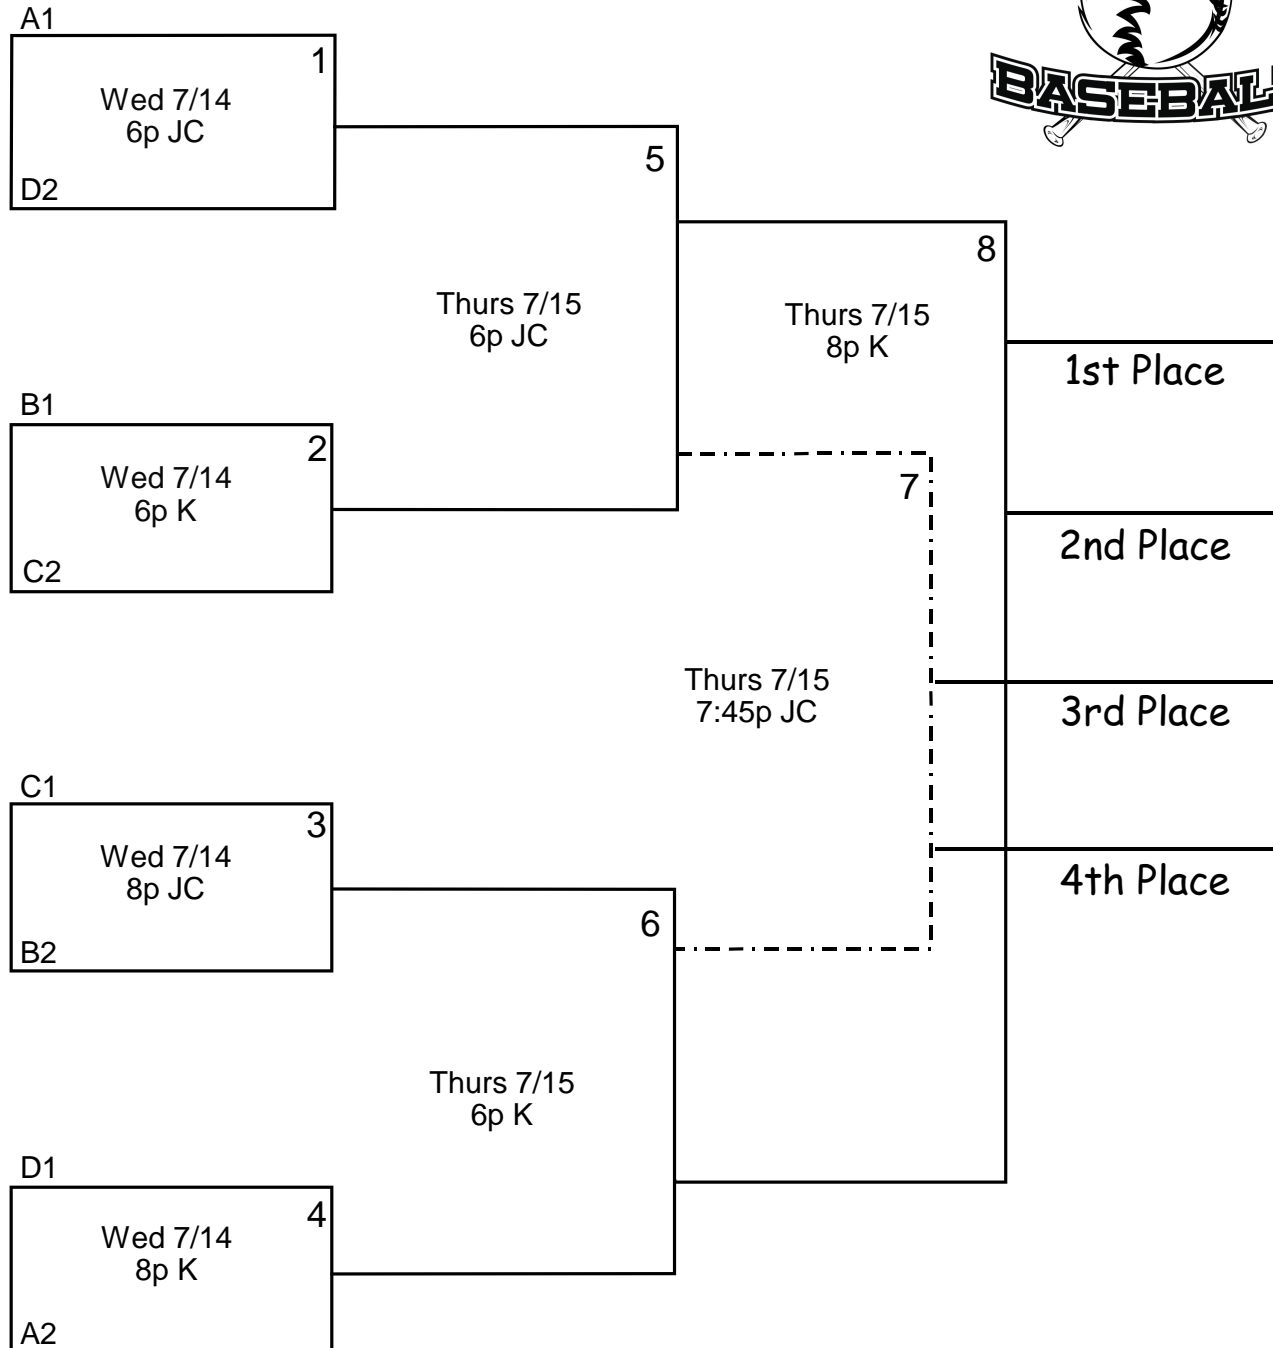 A1
1
Wed 7/14
6p JC
D2
BASEBAL
5
Thurs 7/15
6p JC
8
Thurs 7/15
8p K
1st Place
B1
2
Wed 7/14
6p K
C2
7
2nd Place
Thurs 7/15
7:45p JC
3rd Place
C1
3
Wed 7/14
8p JC
B2
4th Place
6
Thurs 7/15
6p K
D1
4
Wed 7/14
8p K
A2